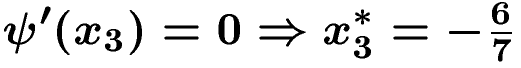 ψ′(x₃) = 0 ⇒ x₃* = −6/7